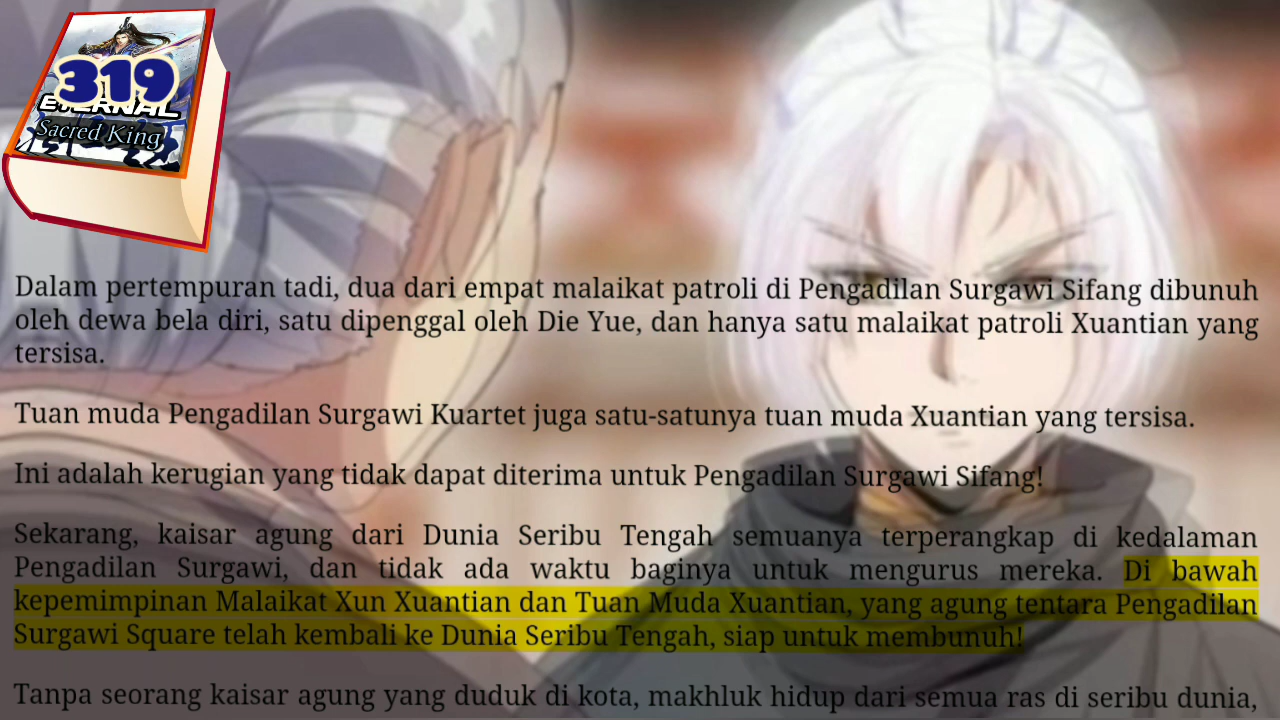 319
ETERNAL
Sacred King
Dalam pertempuran tadi, dua dari empat malaikat patroli di Pengadilan Surgawi Sifang dibunuh
oleh dewa bela diri, satu dipenggal oleh Die Yue, dan hanya satu malaikat patroli Xuantian yang
tersisa.
Tuan muda Pengadilan Surgawi Kuartet juga satu-satunya tuan muda Xuantian yang tersisa.
Ini adalah kerugian yang tidak dapat diterima untuk Pengadilan Surgawi Sifang!
Sekarang, kaisar agung dari Dunia Seribu Tengah semuanya terperangkap di kedalaman
Pengadilan Surgawi, dan tidak ada waktu baginya untuk mengurus mereka. Di bawah
kepemimpinan Malaikat Xun Xuantian dan Tuan Muda Xuantian, yang agung tentara Pengadilan
Surgawi Square telah kembali ke Dunia Seribu Tengah, siap untuk membunuh!
Tanpa seorang kaisar agung yang duduk di kota, makhluk hidup dari semua ras di seribu dunia,